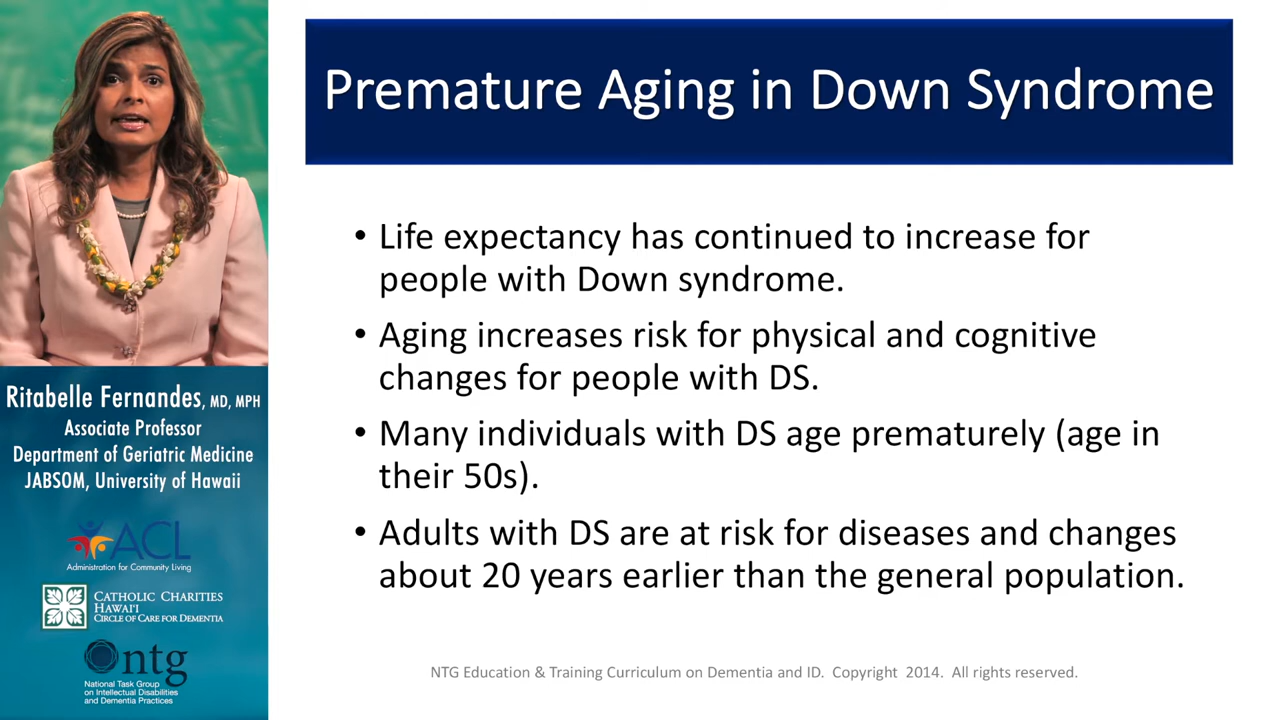 Premature Aging in Down Syndrome
• Life expectancy has continued to increase for
people with Down syndrome.
• Aging increases risk for physical and cognitive
changes for people with DS.
• Many individuals with DS age prematurely (age in
their 50s).
• Adults with DS are at risk for diseases and changes
about 20 years earlier than the general population.
NTG Education & Training Curriculum on Dementia and ID. Copyright 2014. All rights reserved.
Ritabelle Fernandes, MD, MPH
Associate Professor
Department of Geriatric Medicine
JABSOM, University of Hawaii
ACL
Administration for Community Living
CATHOLIC CHARITIES
HAWAI‘I
CIRCLE OF CARE FOR DEMENTIA
ntg
National Task Group
on Intellectual Disabilities
and Dementia Practices